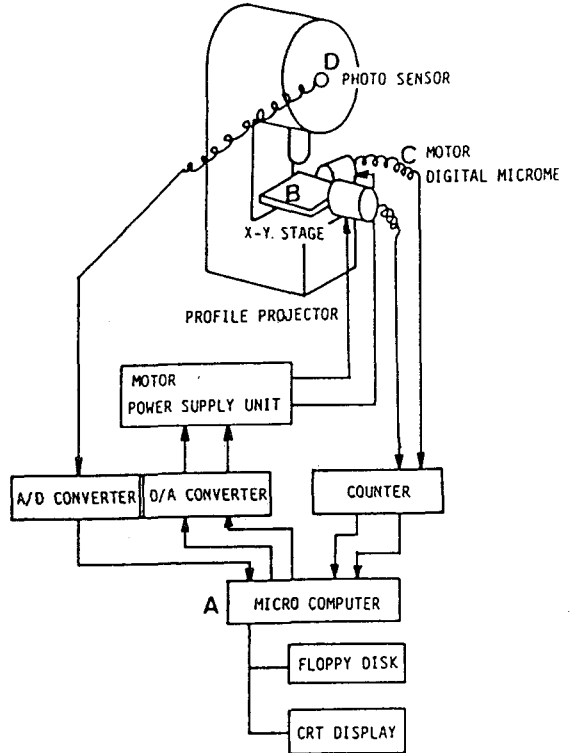 D
PHOTO SENSOR
C MOTOR
DIGITAL MICROME
B
X-Y. STAGE
PROFILE PROJECTOR
MOTOR
POWER SUPPLY UNIT
A/D CONVERTER
D/A CONVERTER
COUNTER
A
MICRO COMPUTER
FLOPPY DISK
CRT DISPLAY